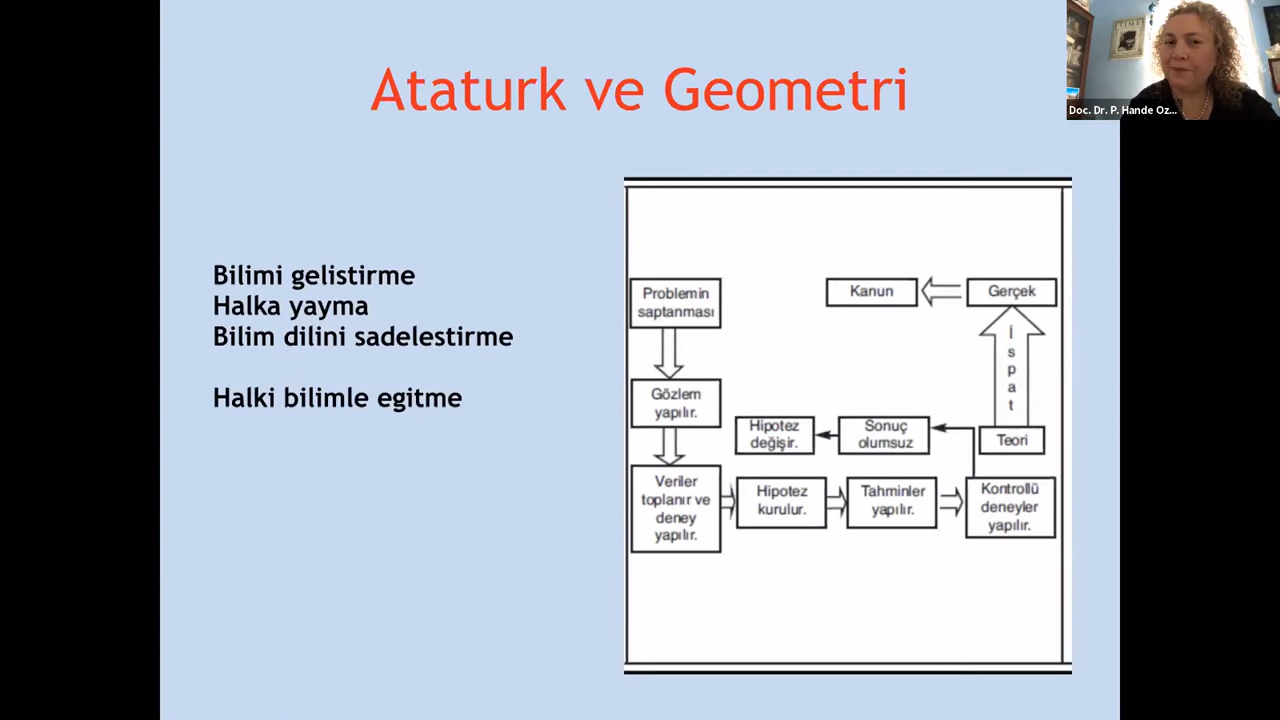 Ataturk ve Geometri
TIME
Doc. Dr. P. Hande Oz...
Bilimi gelistirme
Halka yayma
Bilim dilini sadelestirme
Halki bilimle egitme
Problemin
saptanması
Gözlem
yapılır.
Veriler
toplanır ve
deney
yapılır.
Hipotez
kurulur.
Tahminler
yapılır.
Kontrollü
deneyler
yapılır.
Sonuç
olumsuz
Hipotez
değişir.
Teori
İspat
Gerçek
Kanun